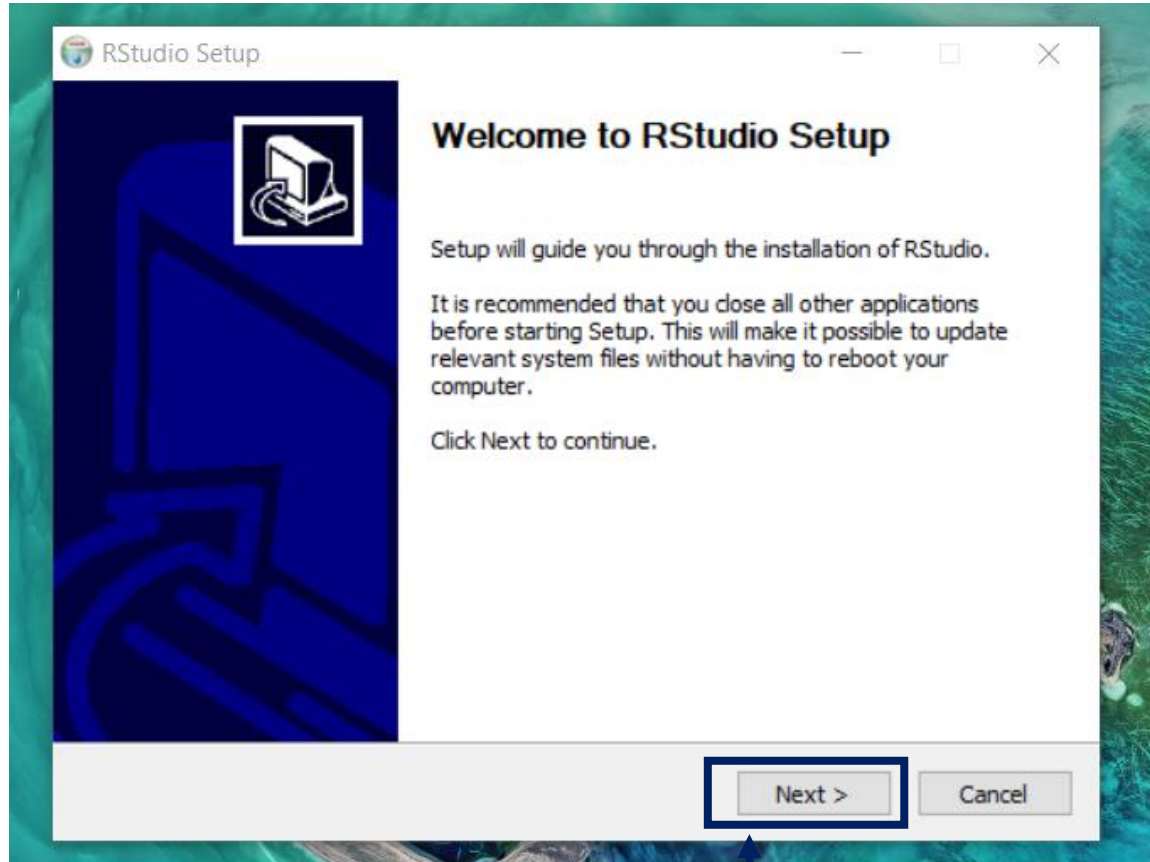 RStudio Setup
Welcome to RStudio Setup
Setup will guide you through the installation of RStudio.
It is recommended that you close all other applications
before starting Setup. This will make it possible to update
relevant system files without having to reboot your
computer.
Click Next to continue.
Next >
Cancel